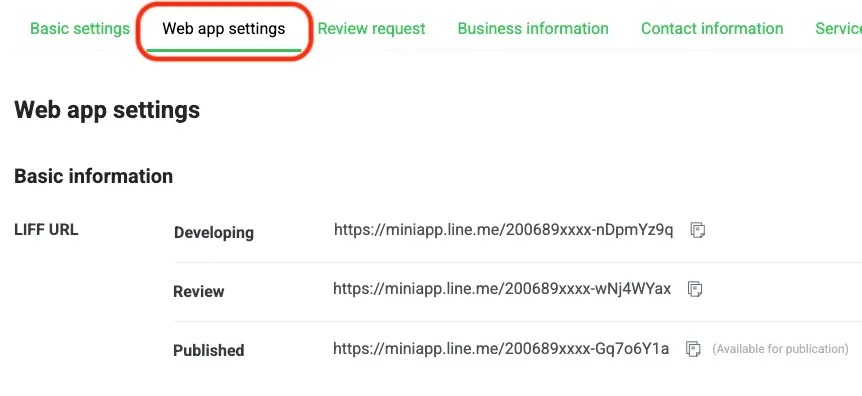 Basic settings Web app settings Review request Business information Contact information Service
Web app settings
Basic information
LIFF URL Developing https://miniapp.line.me/200689xxxx-nDpmYz9q
Review https://miniapp.line.me/200689xxxx-wNj4WYax
Published https://miniapp.line.me/200689xxxx-Gq7o6Y1a (Available for publication)